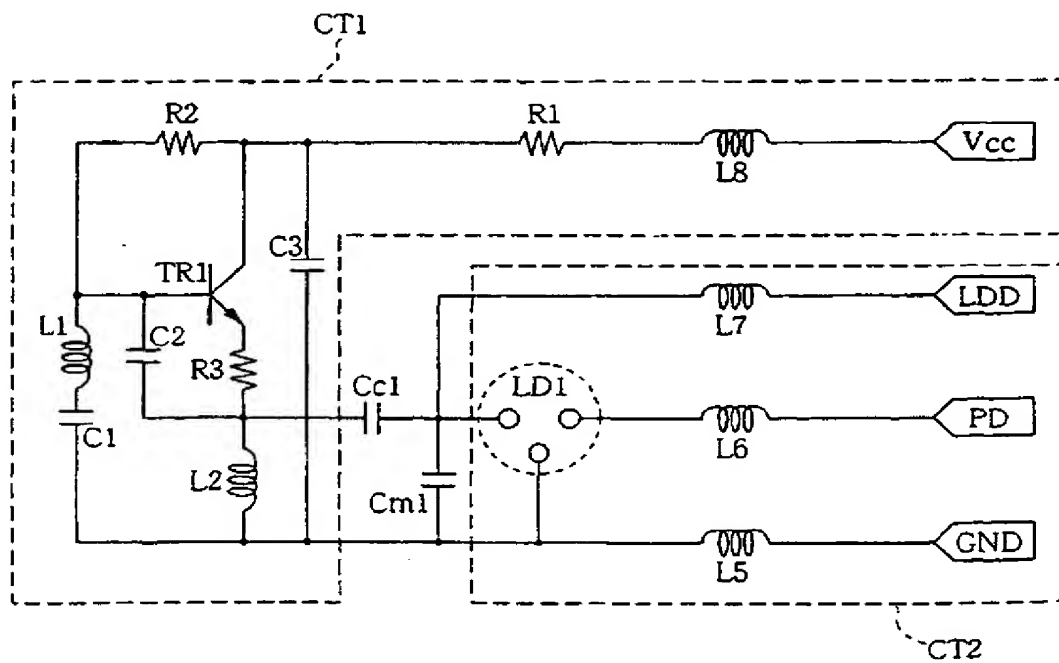 CT1
R2
R1
L8
Vcc
C3
TR1
L7
LDD
L1
C2
R3
Cc1
LD1
L6
PD
C1
L2
Cm1
L5
GND
CT2